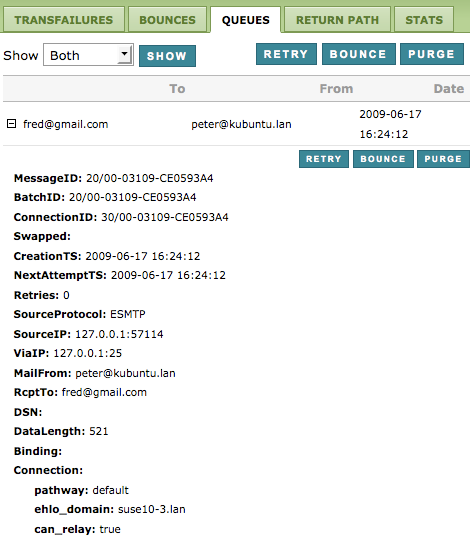 TRANSFAILURES BOUNCES QUEUES RETURN PATH STATS
Show Both SHOW RETRY BOUNCE PURGE
To From Date
fred@gmail.com peter@kubuntu.lan 2009-06-17
16:24:12
RETRY BOUNCE PURGE
MessageID: 20/00-03109-CE0593A4
BatchID: 20/00-03109-CE0593A4
ConnectionID: 30/00-03109-CE0593A4
Swapped:
CreationTS: 2009-06-17 16:24:12
NextAttemptTS: 2009-06-17 16:24:12
Retries: 0
SourceProtocol: ESMTP
SourceIP: 127.0.0.1:57114
ViaIP: 127.0.0.1:25
MailFrom: peter@kubuntu.lan
RcptTo: fred@gmail.com
DSN:
DataLength: 521
Binding:
Connection:
pathway: default
ehlo_domain: suse10-3.lan
can_relay: true